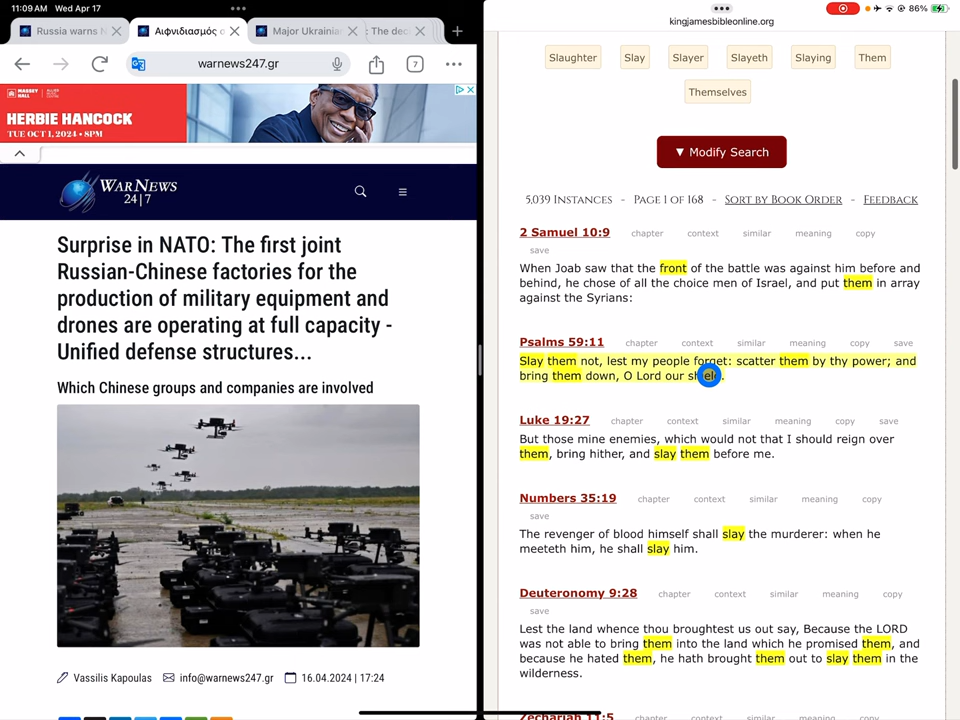 11:09 AM Wed Apr 17
Russia warns N
Αιφνιδιασμός σ
Major Ukrainia
: The dec
warnews247.gr
7
MASSEY
HALL
HERBIE HANCOCK
TUE OCT 1, 2024 • 8PM
WARNEWS
24|7
Surprise in NATO: The first joint
Russian-Chinese factories for the
production of military equipment and
drones are operating at full capacity -
Unified defense structures...
Which Chinese groups and companies are involved
Vassilis Kapoulas info@warnews247.gr 16.04.2024 | 17:24
86%
kingjamesbibleonline.org
Slaughter Slay Slayer Slayeth Slaying Them
Themselves
▼ Modify Search
5,039 INSTANCES - PAGE 1 OF 168 - SORT BY BOOK ORDER - FEEDBACK
2 Samuel 10:9 chapter context similar meaning copy
save
When Joab saw that the front of the battle was against him before and
behind, he chose of all the choice men of Israel, and put them in array
against the Syrians:
Psalms 59:11 chapter context similar meaning copy save
Slay them not, lest my people forget: scatter them by thy power; and
bring them down, O Lord our shield.
Luke 19:27 chapter context similar meaning copy save
But those mine enemies, which would not that I should reign over
them, bring hither, and slay them before me.
Numbers 35:19 chapter context similar meaning copy
save
The revenger of blood himself shall slay the murderer: when he
meeteth him, he shall slay him.
Deuteronomy 9:28 chapter context similar meaning copy
save
Lest the land whence thou broughtest us out say, Because the LORD
was not able to bring them into the land which he promised them, and
because he hated them, he hath brought them out to slay them in the
wilderness.
Zechariah 11:5 chapter context similar meaning copy